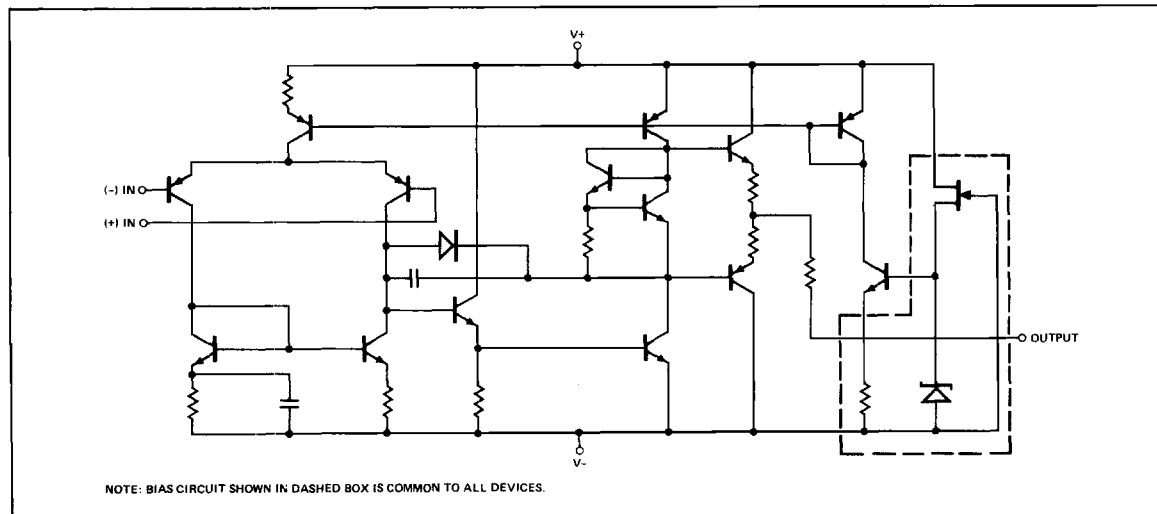 V+
(-) IN
(+) IN
OUTPUT
V-
NOTE: BIAS CIRCUIT SHOWN IN DASHED BOX IS COMMON TO ALL DEVICES.